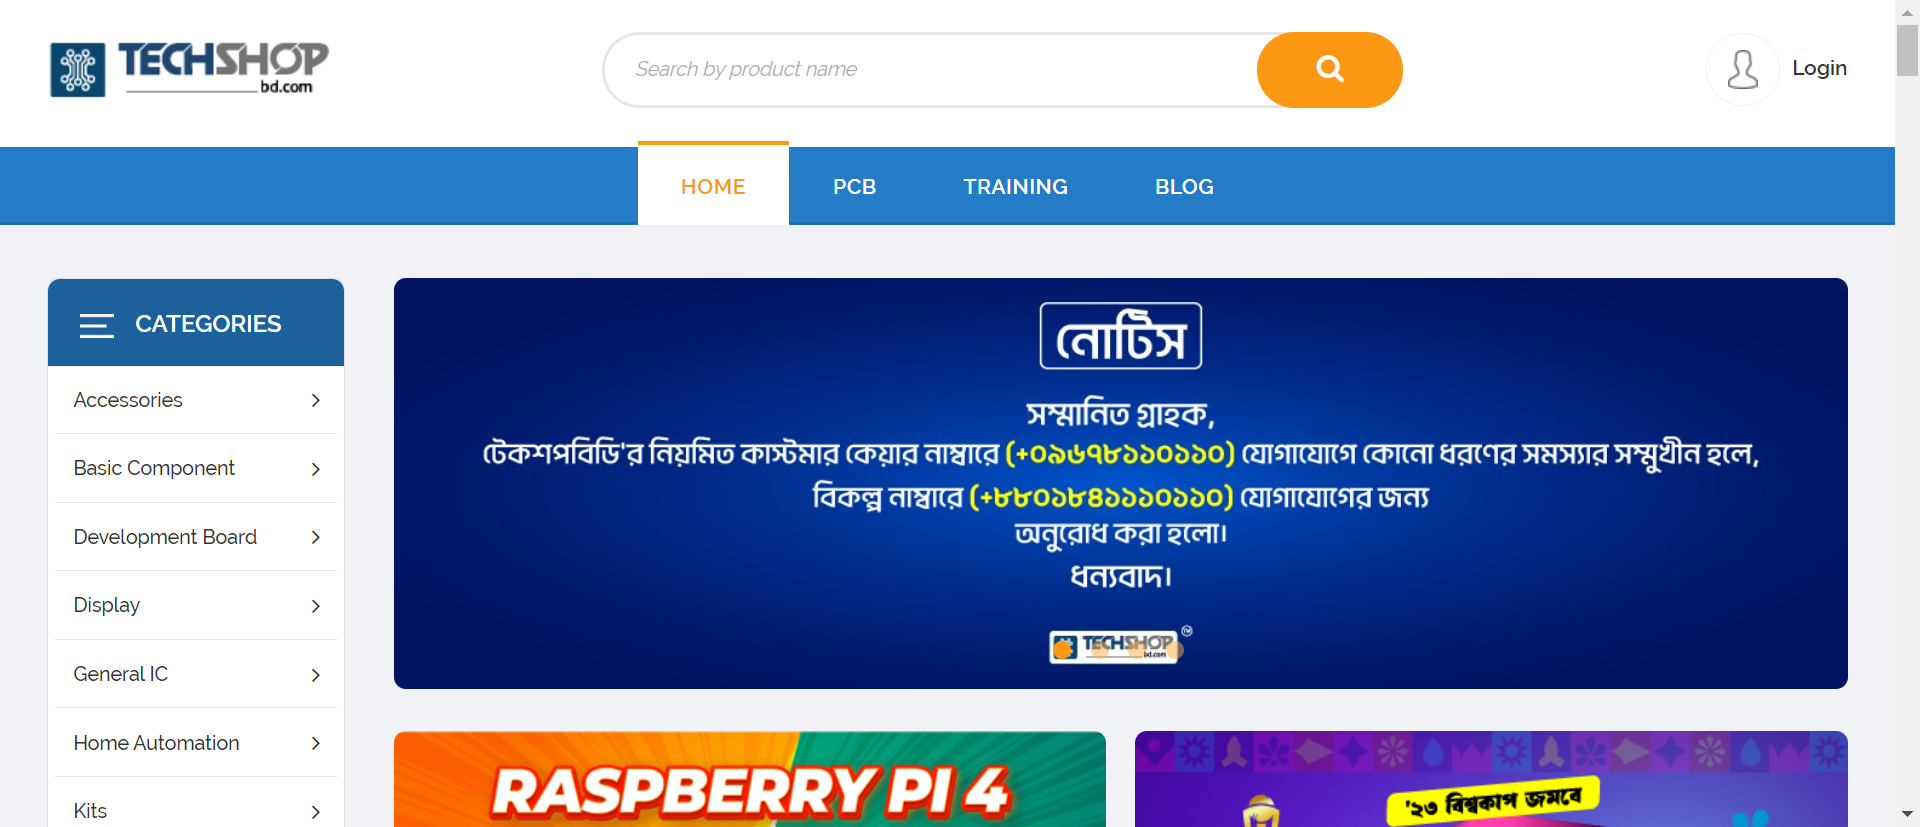 TECHSHOP
bd.com
Search by product name
Login
HOME
PCB
TRAINING
BLOG
CATEGORIES
Accessories
Basic Component
Development Board
Display
General IC
Home Automation
Kits
নোটিস
সম্মানিত গ্রাহক,
টেকশপবিডি'র নিয়মিত কাস্টমার কেয়ার নাম্বারে (+০৯৬৭৮১১০১১০) যোগাযোগে কোনো ধরণের সমস্যার সম্মুখীন হলে,
বিকল্প নাম্বারে (+৮৮০১৮৪১১১০১১০) যোগাযোগের জন্য
অনুরোধ করা হলো।
ধন্যবাদ।
TECHSHOP TM
bd.com
RASPBERRY PI 4
'২৩ বিশ্বকাপ জমবে